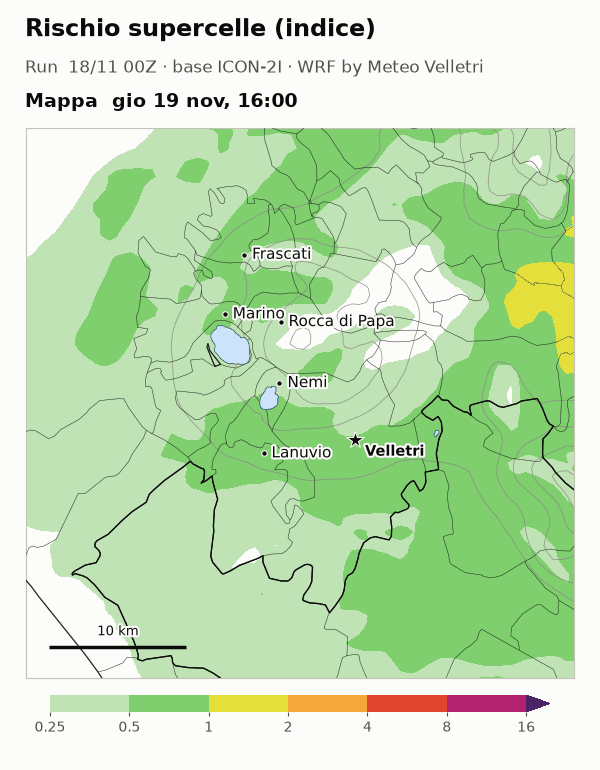 Rischio supercelle (indice)
Run  18/11 00Z · base ICON-2I · WRF by Meteo Velletri
Mappa  gio 19 nov, 16:00
Frascati
Marino
Rocca di Papa
Nemi
Velletri
Lanuvio
10 km
0.25 0.5 1 2 4 8 16